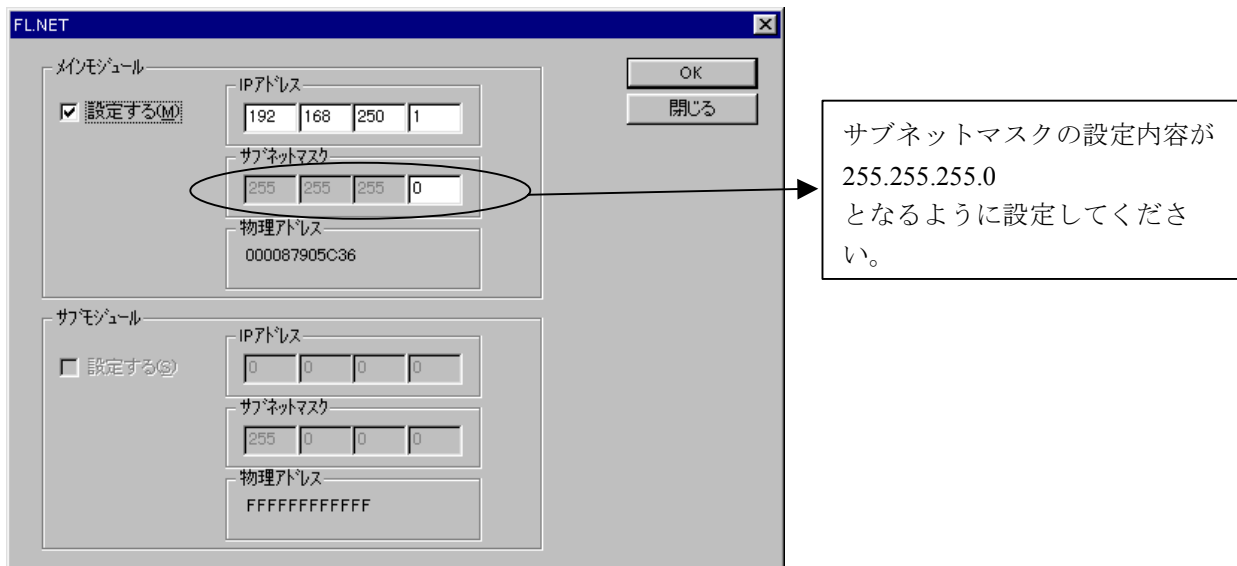 FL.NET
メインモジュール
設定する(M)
IPアドレス
192 168 250 1
サブネットマスク
255 255 255 0
物理アドレス
000087905C36
OK
閉じる
サブモジュール
設定する(S)
IPアドレス
0 0 0 0
サブネットマスク
255 0 0 0
物理アドレス
FFFFFFFFFFFF
サブネットマスクの設定内容が
255.255.255.0
となるように設定してくださ
い。